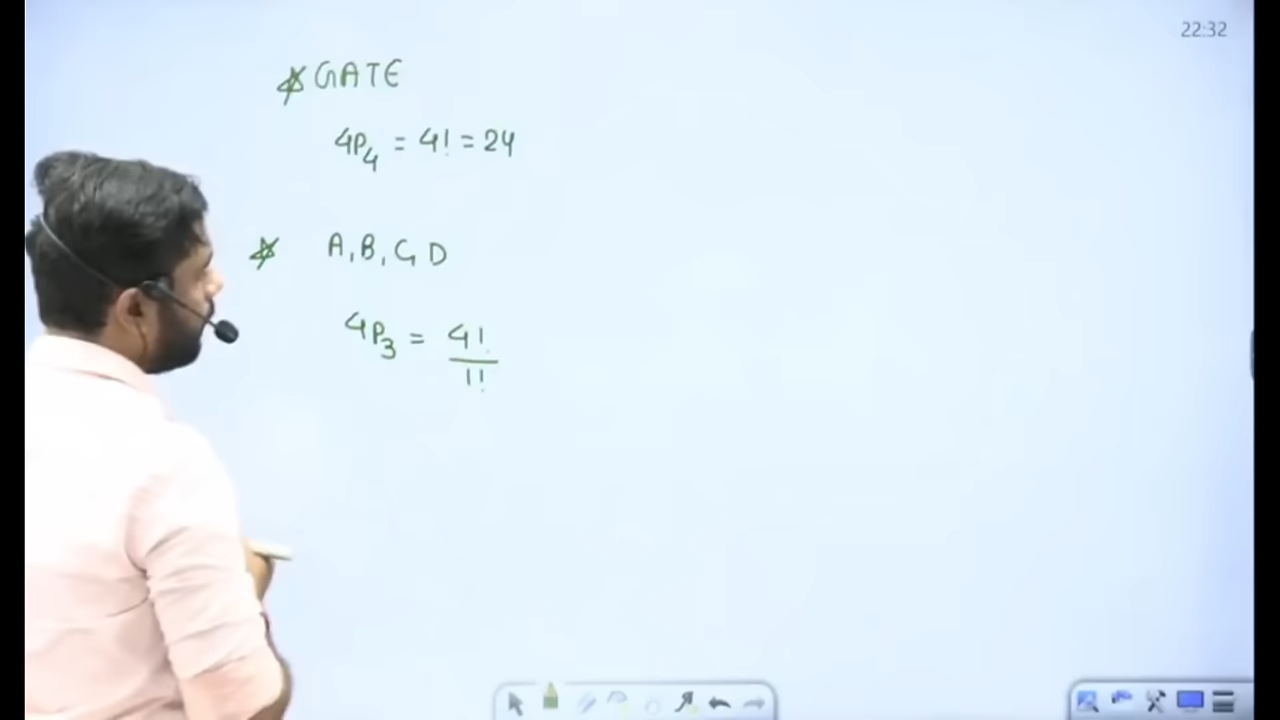 22:32
☆ GATE
4P₄ = 4! = 24
☆ A, B, C, D
4P₃ = 4!/1!